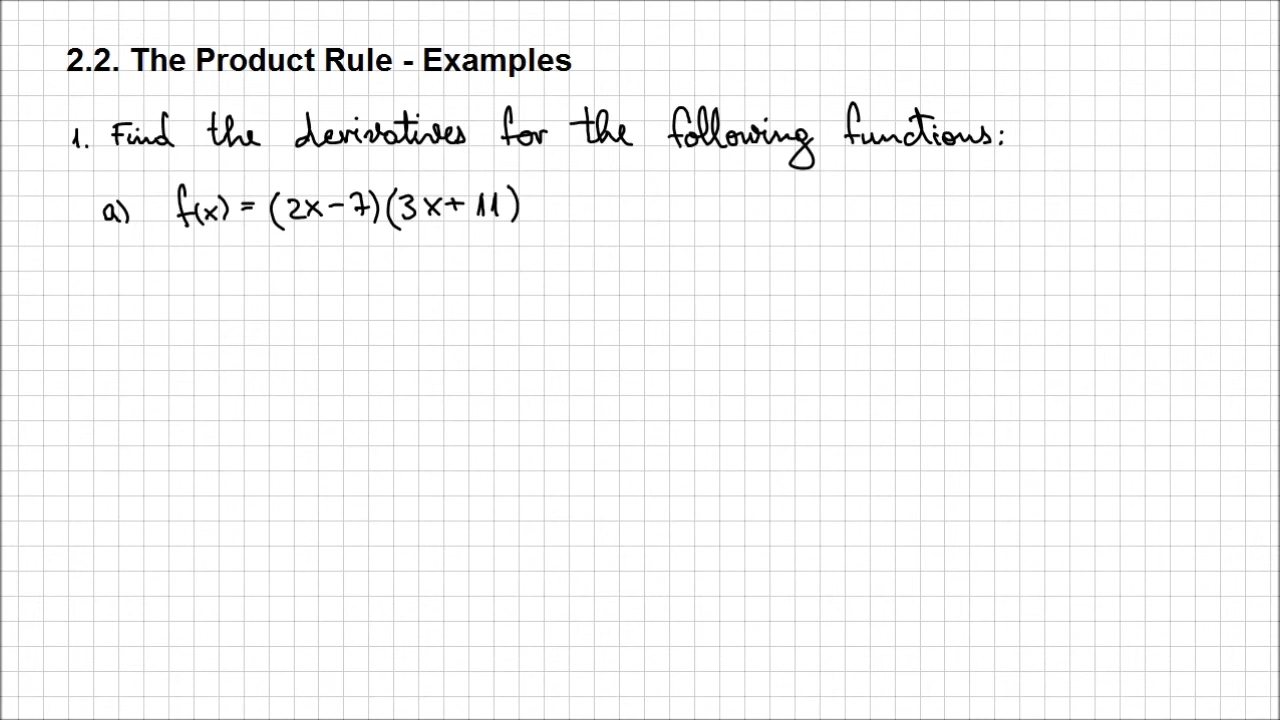 2.2. The Product Rule - Examples
1. Find the derivatives for the following functions:
a) f(x) = (2x-7)(3x+11)